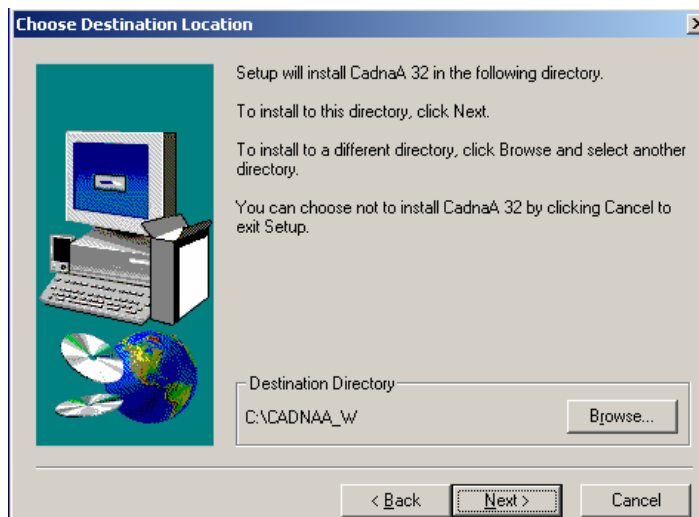 Choose Destination Location
Setup will install CadnaA 32 in the following directory.
To install to this directory, click Next.
To install to a different directory, click Browse and select another
directory.
You can choose not to install CadnaA 32 by clicking Cancel to
exit Setup.
Destination Directory
C:\CADNAA_W
Browse...
< Back
Next >
Cancel